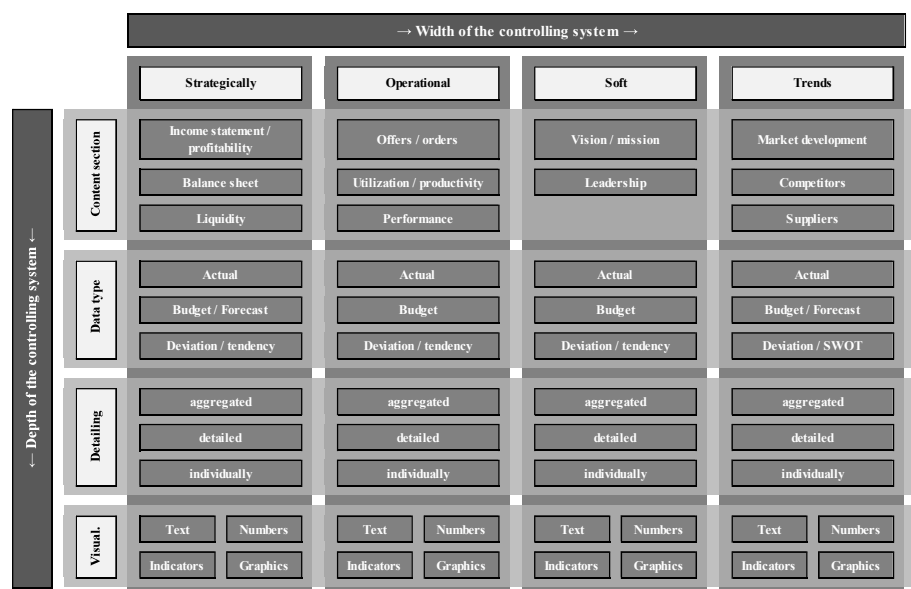 → Width of the controlling system →
Strategically
Operational
Soft
Trends
← Depth of the controlling system ←
Content section
Income statement /
profitability
Offers / orders
Vision / mission
Market development
Balance sheet
Utilization / productivity
Leadership
Competitors
Liquidity
Performance
Suppliers
Data type
Actual
Actual
Actual
Actual
Budget / Forecast
Budget
Budget
Budget / Forecast
Deviation / tendency
Deviation / tendency
Deviation / tendency
Deviation / SWOT
Detailing
aggregated
aggregated
aggregated
aggregated
detailed
detailed
detailed
detailed
individually
individually
individually
individually
Visual.
Text
Numbers
Text
Numbers
Text
Numbers
Text
Numbers
Indicators
Graphics
Indicators
Graphics
Indicators
Graphics
Indicators
Graphics